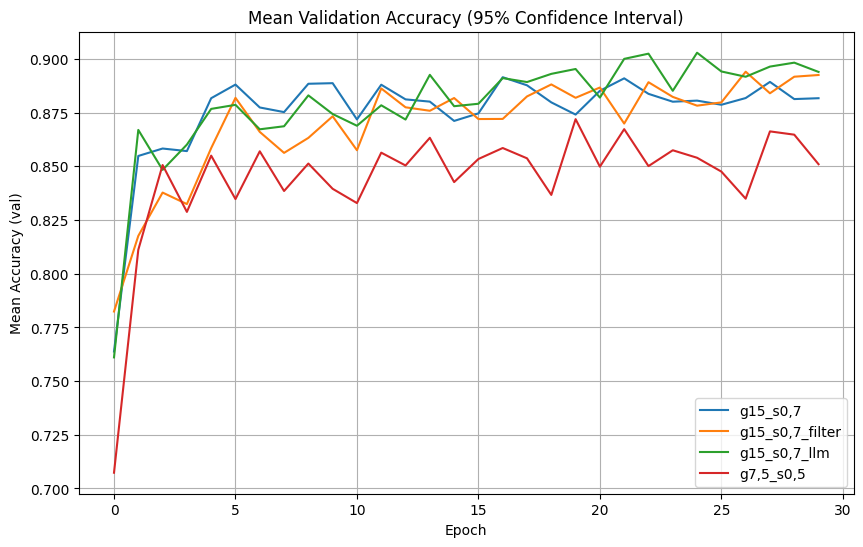 Mean Validation Accuracy (95% Confidence Interval)
Mean Accuracy (val)
0.900
0.875
0.850
0.825
0.800
0.775
0.750
0.725
0.700
g15_s0,7
g15_s0,7_filter
g15_s0,7_llm
g7,5_s0,5
0 5 10 15 20 25 30
Epoch